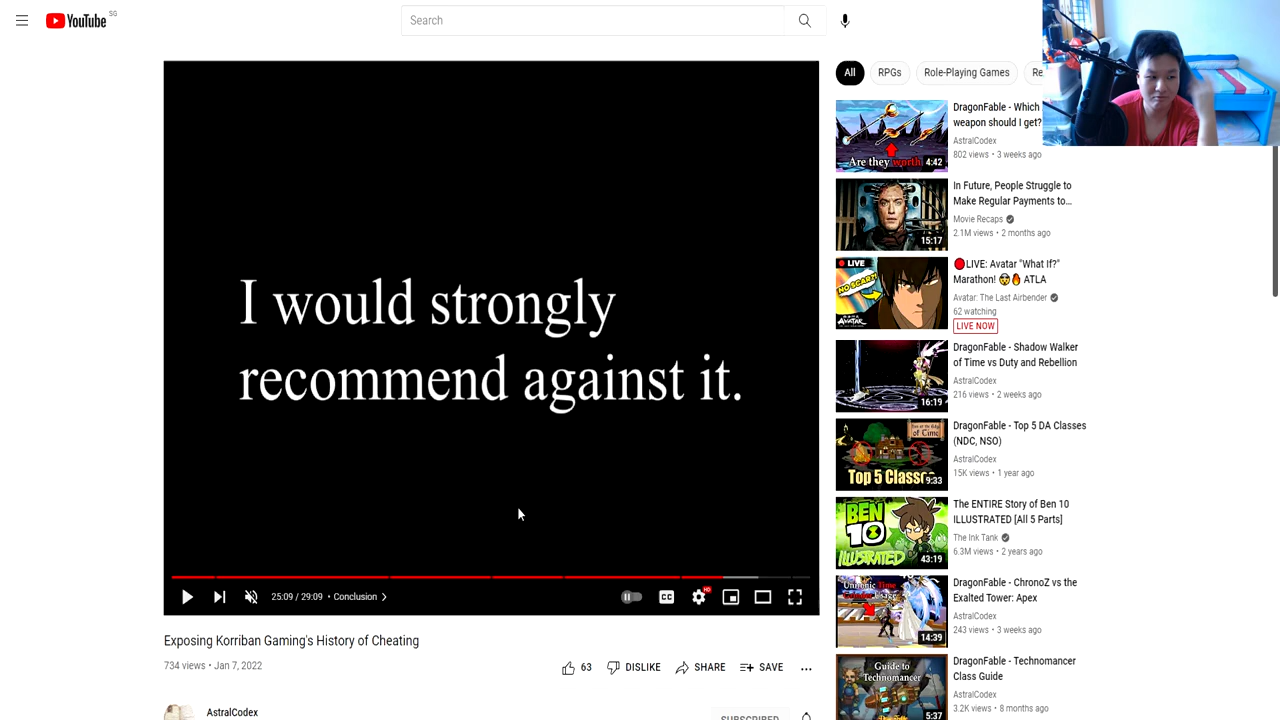 YouTube SG
Search
I would strongly
recommend against it.
25:09 / 29:09 • Conclusion
HD
Exposing Korriban Gaming's History of Cheating
734 views • Jan 7, 2022
63
DISLIKE
SHARE
SAVE
AstralCodex
SUBSCRIBED
All
RPGs
Role-Playing Games
Re
Are they worth
4:42
DragonFable - Which
weapon should I get?
AstralCodex
802 views • 3 weeks ago
15:17
In Future, People Struggle to
Make Regular Payments to...
Movie Recaps
2.1M views • 2 months ago
LIVE
NO SCAR!
AVATAR
🔴LIVE: Avatar "What If?"
Marathon! 🤯🔥 ATLA
Avatar: The Last Airbender
62 watching
LIVE NOW
16:19
DragonFable - Shadow Walker
of Time vs Duty and Rebellion
AstralCodex
216 views • 2 weeks ago
Top 5 Classes
9:33
DragonFable - Top 5 DA Classes
(NDC, NSO)
AstralCodex
15K views • 1 year ago
BEN
10
ILLUSTRATED
43:19
The ENTIRE Story of Ben 10
ILLUSTRATED [All 5 Parts]
The Ink Tank
6.3M views • 2 years ago
14:39
DragonFable - ChronoZ vs the
Exalted Tower: Apex
AstralCodex
243 views • 3 weeks ago
Guide to
Technomancer
5:37
DragonFable - Technomancer
Class Guide
AstralCodex
3.2K views • 8 months ago